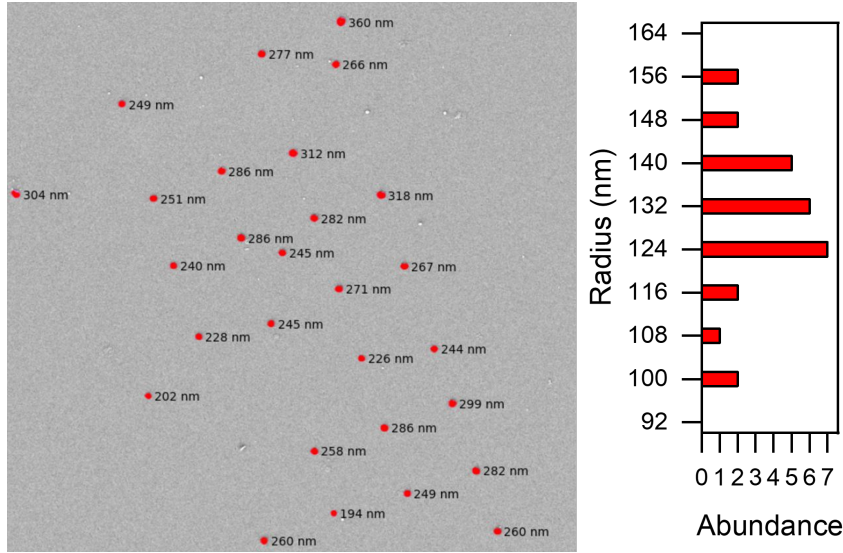 360 nm
277 nm
266 nm
249 nm
312 nm
286 nm
304 nm
251 nm
318 nm
282 nm
286 nm
245 nm
240 nm
267 nm
271 nm
245 nm
228 nm
244 nm
226 nm
202 nm
299 nm
286 nm
258 nm
282 nm
249 nm
194 nm
260 nm
260 nm
Radius (nm)
164
156
148
140
132
124
116
108
100
92
0 1 2 3 4 5 6 7
Abundance